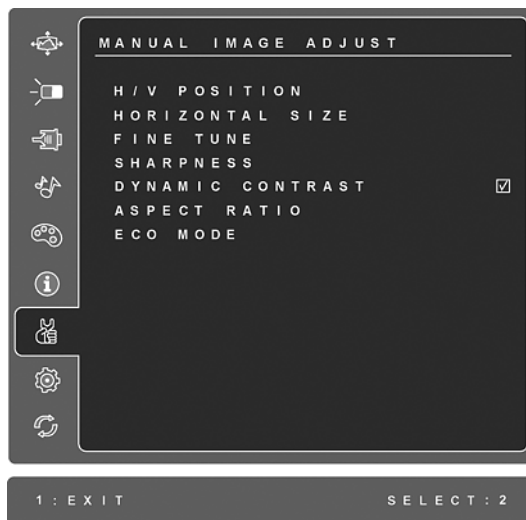 MANUAL IMAGE ADJUST
H/V POSITION
HORIZONTAL SIZE
FINE TUNE
SHARPNESS
DYNAMIC CONTRAST
ASPECT RATIO
ECO MODE
1:EXIT SELECT:2